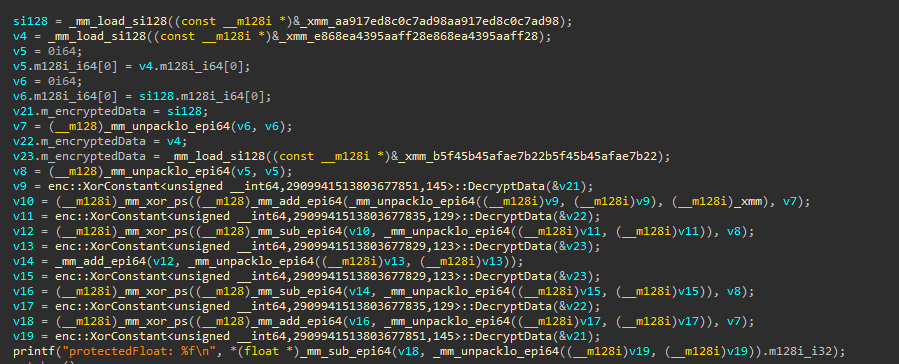 si128 = _mm_load_si128((const __m128i *)&_xmm_aa917ed8c0c7ad98aa917ed8c0c7ad98);
v4 = _mm_load_si128((const __m128i *)&_xmm_e868ea4395aaff28e868ea4395aaff28);
v5 = 0i64;
v5.m128i_i64[0] = v4.m128i_i64[0];
v6 = 0i64;
v6.m128i_i64[0] = si128.m128i_i64[0];
v21.m_encryptedData = si128;
v7 = (__m128)_mm_unpacklo_epi64(v6, v6);
v22.m_encryptedData = v4;
v23.m_encryptedData = _mm_load_si128((const __m128i *)&_xmm_b5f45b45afae7b22b5f45b45afae7b22);
v8 = (__m128)_mm_unpacklo_epi64(v5, v5);
v9 = enc::XorConstant<unsigned __int64,2909941513803677851,145>::DecryptData(&v21);
v10 = (__m128i)_mm_xor_ps((__m128)_mm_add_epi64(_mm_unpacklo_epi64((__m128i)v9, (__m128i)v9), (__m128i)_xmm), v7);
v11 = enc::XorConstant<unsigned __int64,2909941513803677835,129>::DecryptData(&v22);
v12 = (__m128i)_mm_xor_ps((__m128)_mm_sub_epi64(v10, _mm_unpacklo_epi64((__m128i)v11, (__m128i)v11)), v8);
v13 = enc::XorConstant<unsigned __int64,2909941513803677829,123>::DecryptData(&v23);
v14 = _mm_add_epi64(v12, _mm_unpacklo_epi64((__m128i)v13, (__m128i)v13));
v15 = enc::XorConstant<unsigned __int64,2909941513803677829,123>::DecryptData(&v23);
v16 = (__m128i)_mm_xor_ps((__m128)_mm_sub_epi64(v14, _mm_unpacklo_epi64((__m128i)v15, (__m128i)v15)), v8);
v17 = enc::XorConstant<unsigned __int64,2909941513803677835,129>::DecryptData(&v22);
v18 = (__m128i)_mm_xor_ps((__m128)_mm_add_epi64(v16, _mm_unpacklo_epi64((__m128i)v17, (__m128i)v17)), v7);
v19 = enc::XorConstant<unsigned __int64,2909941513803677851,145>::DecryptData(&v21);
printf("protectedFloat: %f\n", *(float *)_mm_sub_epi64(v18, _mm_unpacklo_epi64((__m128i)v19, (__m128i)v19)).m128i_i32);